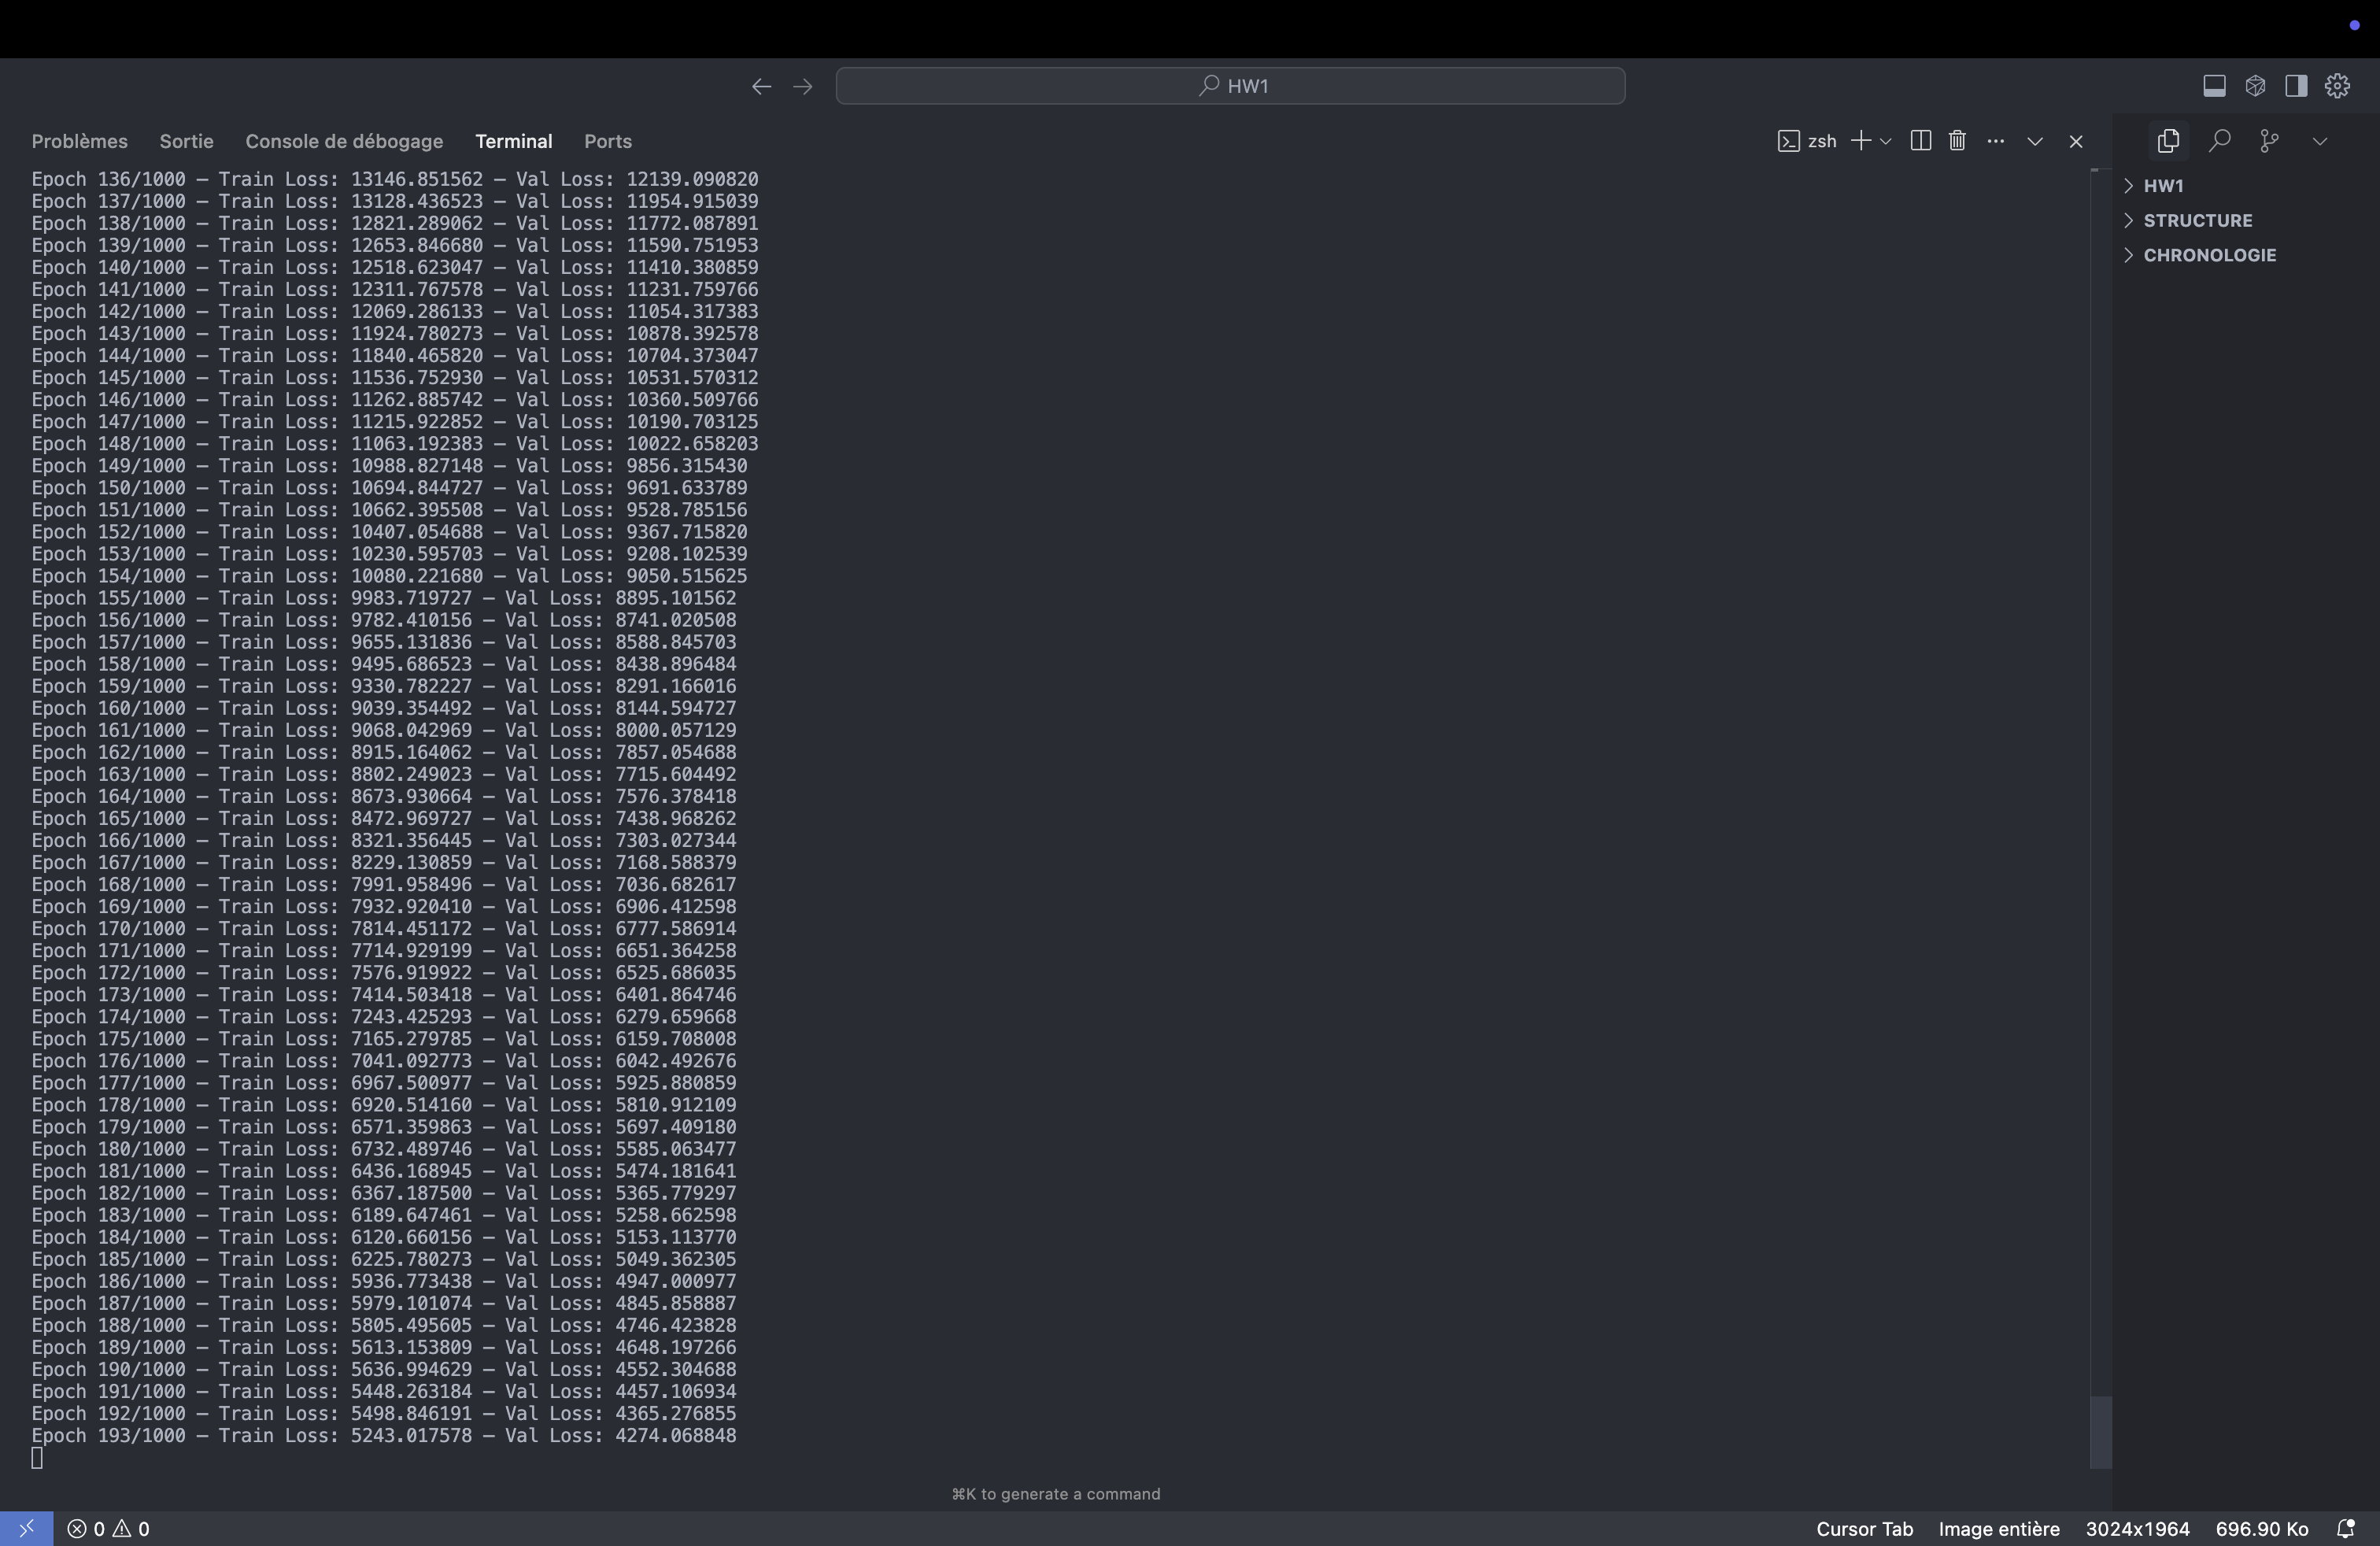 HW1
Problèmes Sortie Console de débogage Terminal Ports zsh
Epoch 136/1000 — Train Loss: 13146.851562 — Val Loss: 12139.090820
Epoch 137/1000 — Train Loss: 13128.436523 — Val Loss: 11954.915039
Epoch 138/1000 — Train Loss: 12821.289062 — Val Loss: 11772.087891
Epoch 139/1000 — Train Loss: 12653.846680 — Val Loss: 11590.751953
Epoch 140/1000 — Train Loss: 12518.623047 — Val Loss: 11410.380859
Epoch 141/1000 — Train Loss: 12311.767578 — Val Loss: 11231.759766
Epoch 142/1000 — Train Loss: 12069.286133 — Val Loss: 11054.317383
Epoch 143/1000 — Train Loss: 11924.780273 — Val Loss: 10878.392578
Epoch 144/1000 — Train Loss: 11840.465820 — Val Loss: 10704.373047
Epoch 145/1000 — Train Loss: 11536.752930 — Val Loss: 10531.570312
Epoch 146/1000 — Train Loss: 11262.885742 — Val Loss: 10360.509766
Epoch 147/1000 — Train Loss: 11215.922852 — Val Loss: 10190.703125
Epoch 148/1000 — Train Loss: 11063.192383 — Val Loss: 10022.658203
Epoch 149/1000 — Train Loss: 10988.827148 — Val Loss: 9856.315430
Epoch 150/1000 — Train Loss: 10694.844727 — Val Loss: 9691.633789
Epoch 151/1000 — Train Loss: 10662.395508 — Val Loss: 9528.785156
Epoch 152/1000 — Train Loss: 10407.054688 — Val Loss: 9367.715820
Epoch 153/1000 — Train Loss: 10230.595703 — Val Loss: 9208.102539
Epoch 154/1000 — Train Loss: 10080.221680 — Val Loss: 9050.515625
Epoch 155/1000 — Train Loss: 9983.719727 — Val Loss: 8895.101562
Epoch 156/1000 — Train Loss: 9782.410156 — Val Loss: 8741.020508
Epoch 157/1000 — Train Loss: 9655.131836 — Val Loss: 8588.845703
Epoch 158/1000 — Train Loss: 9495.686523 — Val Loss: 8438.896484
Epoch 159/1000 — Train Loss: 9330.782227 — Val Loss: 8291.166016
Epoch 160/1000 — Train Loss: 9039.354492 — Val Loss: 8144.594727
Epoch 161/1000 — Train Loss: 9068.042969 — Val Loss: 8000.057129
Epoch 162/1000 — Train Loss: 8915.164062 — Val Loss: 7857.054688
Epoch 163/1000 — Train Loss: 8802.249023 — Val Loss: 7715.604492
Epoch 164/1000 — Train Loss: 8673.930664 — Val Loss: 7576.378418
Epoch 165/1000 — Train Loss: 8472.969727 — Val Loss: 7438.968262
Epoch 166/1000 — Train Loss: 8321.356445 — Val Loss: 7303.027344
Epoch 167/1000 — Train Loss: 8229.130859 — Val Loss: 7168.588379
Epoch 168/1000 — Train Loss: 7991.958496 — Val Loss: 7036.682617
Epoch 169/1000 — Train Loss: 7932.920410 — Val Loss: 6906.412598
Epoch 170/1000 — Train Loss: 7814.451172 — Val Loss: 6777.586914
Epoch 171/1000 — Train Loss: 7714.929199 — Val Loss: 6651.364258
Epoch 172/1000 — Train Loss: 7576.919922 — Val Loss: 6525.686035
Epoch 173/1000 — Train Loss: 7414.503418 — Val Loss: 6401.864746
Epoch 174/1000 — Train Loss: 7243.425293 — Val Loss: 6279.659668
Epoch 175/1000 — Train Loss: 7165.279785 — Val Loss: 6159.708008
Epoch 176/1000 — Train Loss: 7041.092773 — Val Loss: 6042.492676
Epoch 177/1000 — Train Loss: 6967.500977 — Val Loss: 5925.880859
Epoch 178/1000 — Train Loss: 6920.514160 — Val Loss: 5810.912109
Epoch 179/1000 — Train Loss: 6571.359863 — Val Loss: 5697.409180
Epoch 180/1000 — Train Loss: 6732.489746 — Val Loss: 5585.063477
Epoch 181/1000 — Train Loss: 6436.168945 — Val Loss: 5474.181641
Epoch 182/1000 — Train Loss: 6367.187500 — Val Loss: 5365.779297
Epoch 183/1000 — Train Loss: 6189.647461 — Val Loss: 5258.662598
Epoch 184/1000 — Train Loss: 6120.660156 — Val Loss: 5153.113770
Epoch 185/1000 — Train Loss: 6225.780273 — Val Loss: 5049.362305
Epoch 186/1000 — Train Loss: 5936.773438 — Val Loss: 4947.000977
Epoch 187/1000 — Train Loss: 5979.101074 — Val Loss: 4845.858887
Epoch 188/1000 — Train Loss: 5805.495605 — Val Loss: 4746.423828
Epoch 189/1000 — Train Loss: 5613.153809 — Val Loss: 4648.197266
Epoch 190/1000 — Train Loss: 5636.994629 — Val Loss: 4552.304688
Epoch 191/1000 — Train Loss: 5448.263184 — Val Loss: 4457.106934
Epoch 192/1000 — Train Loss: 5498.846191 — Val Loss: 4365.276855
Epoch 193/1000 — Train Loss: 5243.017578 — Val Loss: 4274.068848
⌘K to generate a command
HW1
STRUCTURE
CHRONOLOGIE
0 0 Cursor Tab Image entière 3024x1964 696.90 Ko